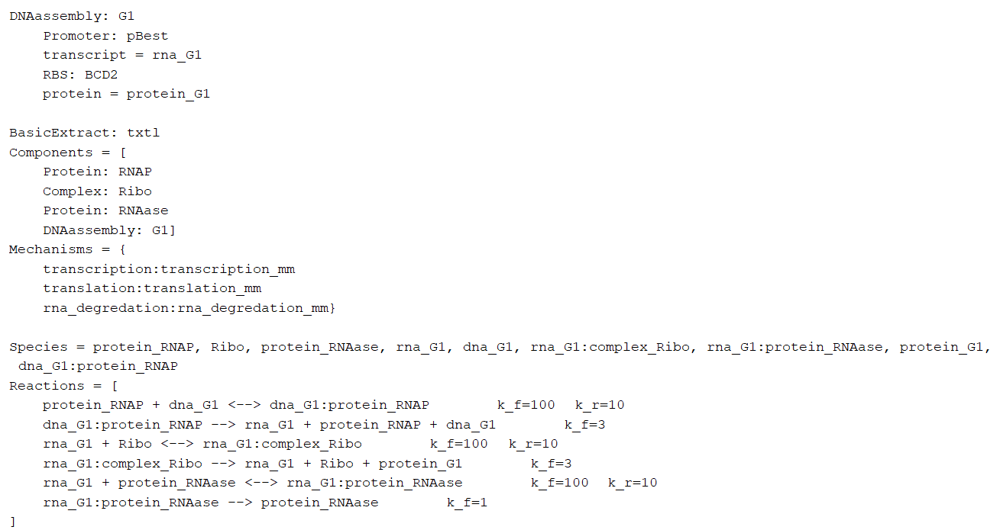 DNAassembly: G1
    Promoter: pBest
    transcript = rna_G1
    RBS: BCD2
    protein = protein_G1

BasicExtract: txtl
Components = [
    Protein: RNAP
    Complex: Ribo
    Protein: RNAase
    DNAassembly: G1]
Mechanisms = {
    transcription:transcription_mm
    translation:translation_mm
    rna_degredation:rna_degredation_mm}

Species = protein_RNAP, Ribo, protein_RNAase, rna_G1, dna_G1, rna_G1:complex_Ribo, rna_G1:protein_RNAase, protein_G1,
 dna_G1:protein_RNAP
Reactions = [
    protein_RNAP + dna_G1 <--> dna_G1:protein_RNAP        k_f=100  k_r=10
    dna_G1:protein_RNAP --> rna_G1 + protein_RNAP + dna_G1        k_f=3
    rna_G1 + Ribo <--> rna_G1:complex_Ribo        k_f=100  k_r=10
    rna_G1:complex_Ribo --> rna_G1 + Ribo + protein_G1        k_f=3
    rna_G1 + protein_RNAase <--> rna_G1:protein_RNAase        k_f=100  k_r=10
    rna_G1:protein_RNAase --> protein_RNAase        k_f=1
]